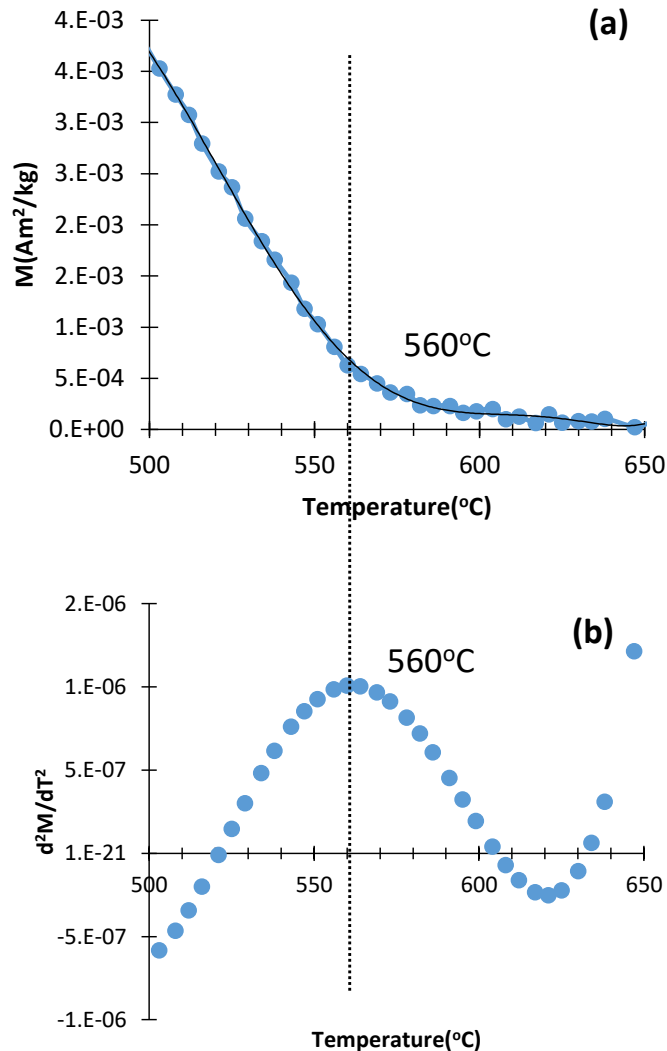 (a)
4.E-03
4.E-03
3.E-03
3.E-03
2.E-03
2.E-03
1.E-03
5.E-04
0.E+00
M(Am²/kg)
560°C
500 550 600 650
Temperature(°C)
(b)
2.E-06
1.E-06
5.E-07
1.E-21
-5.E-07
-1.E-06
d²M/dT²
560°C
500 550 600 650
Temperature(°C)